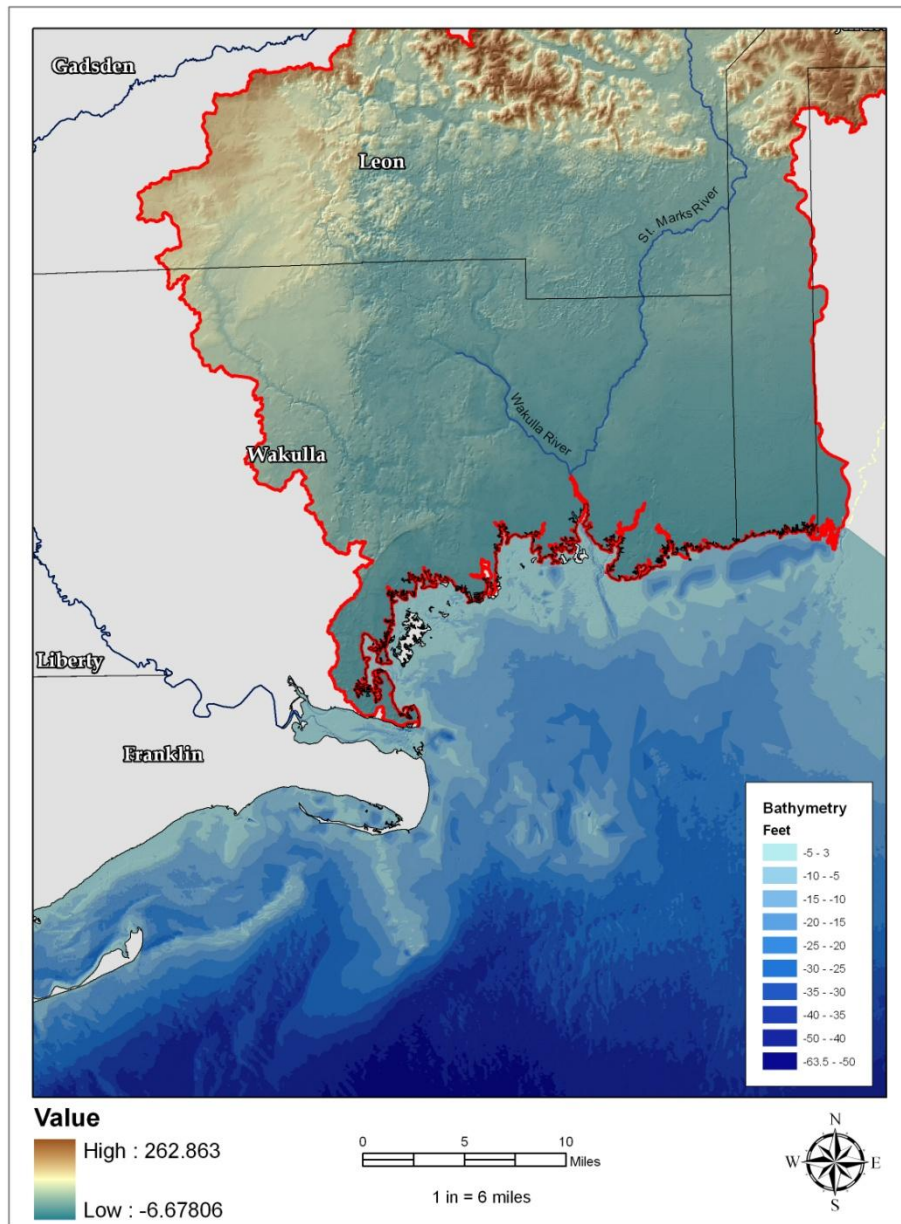 Gadsden
Leon
St. Marks River
Wakulla River
Wakulla
Liberty
Franklin
Bathymetry
Feet
-5 - 3
-10 - -5
-15 - -10
-20 - -15
-25 - -20
-30 - -25
-35 - -30
-40 - -35
-50 - -40
-63.5 - -50
Value
High : 262.863
Low : -6.67806
0 5 10
Miles
1 in = 6 miles
N
W E
S